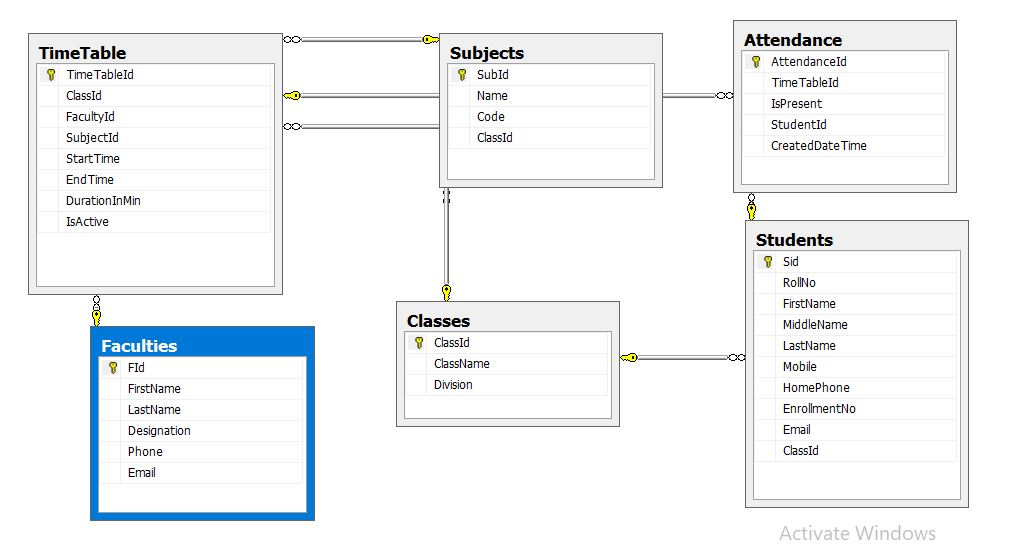 TimeTable
TimeTableId
ClassId
FacultyId
SubjectId
StartTime
EndTime
DurationInMin
IsActive
Subjects
SubId
Name
Code
ClassId
Attendance
AttendanceId
TimeTableId
IsPresent
StudentId
CreatedDateTime
Faculties
FId
FirstName
LastName
Designation
Phone
Email
Classes
ClassId
ClassName
Division
Students
Sid
RollNo
FirstName
MiddleName
LastName
Mobile
HomePhone
EnrollmentNo
Email
ClassId
Activate Windows